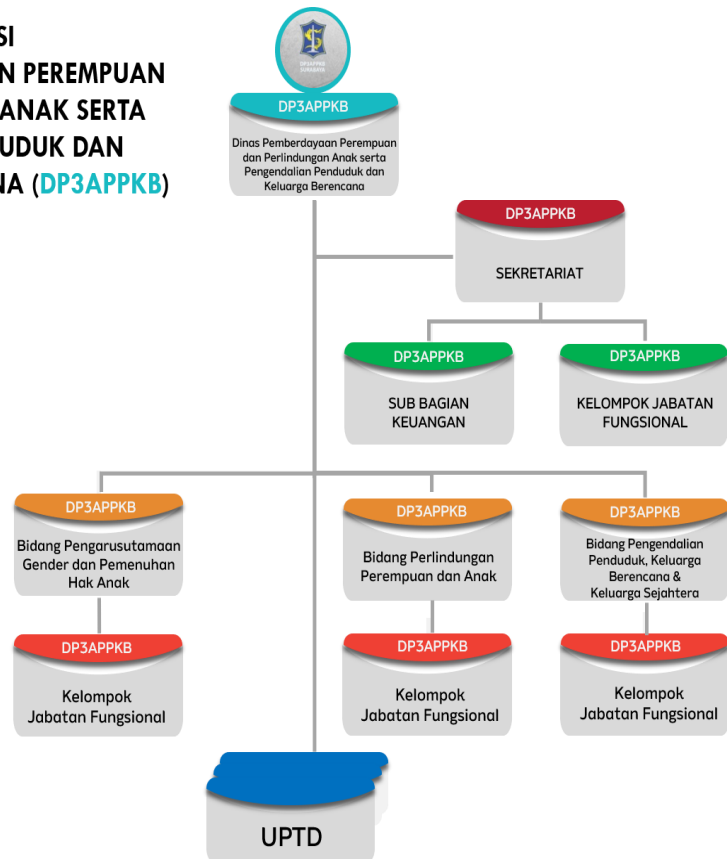 SI
N PEREMPUAN
ANAK SERTA
UDUK DAN
NA (DP3APPKB)
DP3APPKB
SURABAYA
DP3APPKB
Dinas Pemberdayaan Perempuan
dan Perlindungan Anak serta
Pengendalian Penduduk dan
Keluarga Berencana
DP3APPKB
SEKRETARIAT
DP3APPKB
SUB BAGIAN
KEUANGAN
DP3APPKB
KELOMPOK JABATAN
FUNGSIONAL
DP3APPKB
Bidang Pengarusutamaan
Gender dan Pemenuhan
Hak Anak
DP3APPKB
Bidang Perlindungan
Perempuan dan Anak
DP3APPKB
Bidang Pengendalian
Penduduk, Keluarga
Berencana &
Keluarga Sejahtera
DP3APPKB
Kelompok
Jabatan Fungsional
DP3APPKB
Kelompok
Jabatan Fungsional
DP3APPKB
Kelompok
Jabatan Fungsional
UPTD